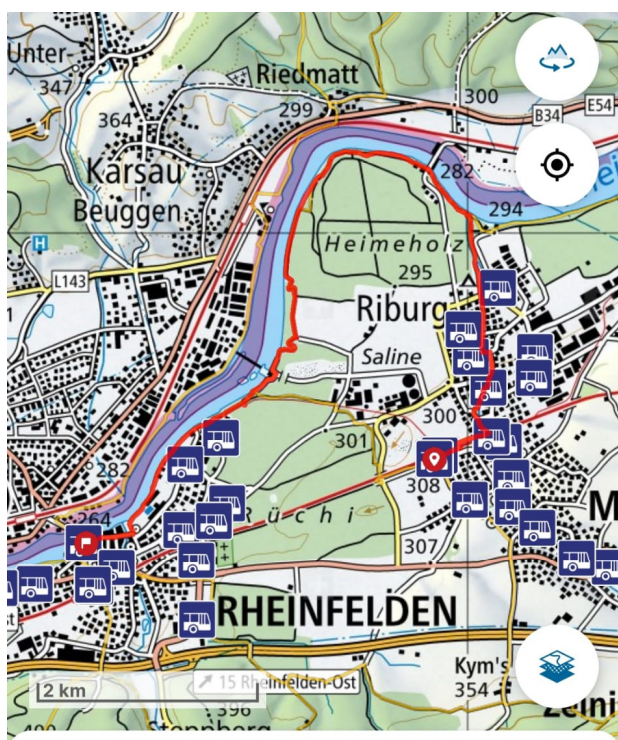 Unter-
347
Riedmatt
300
299
B34
E54
364
Karsau
282
Beuggen
294
Heimeholz
H
295
L143
Riburg
Saline
300
301
308
282
Rüchi
264
307
RHEINFELDEN
M
Kym's
2 km
15 Rheinfelden-Ost
354
396
Zeini